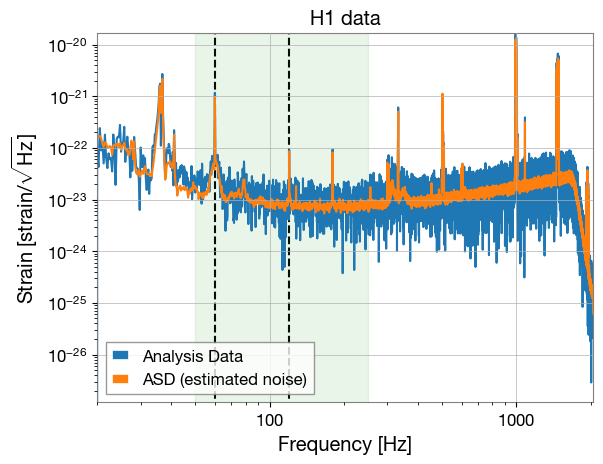 H1 data
Strain [strain/√Hz]
10⁻²⁰
10⁻²¹
10⁻²²
10⁻²³
10⁻²⁴
10⁻²⁵
10⁻²⁶
Analysis Data
ASD (estimated noise)
100
1000
Frequency [Hz]